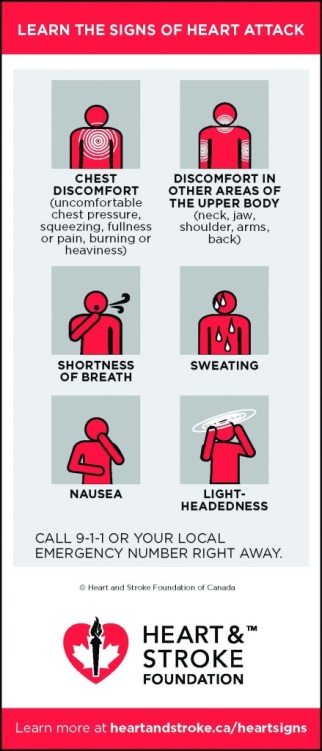 LEARN THE SIGNS OF HEART ATTACK
CHEST
DISCOMFORT
(uncomfortable
chest pressure,
squeezing, fullness
or pain, burning or
heaviness)
DISCOMFORT IN
OTHER AREAS OF
THE UPPER BODY
(neck, jaw,
shoulder, arms,
back)
SHORTNESS
OF BREATH
SWEATING
NAUSEA
LIGHT-
HEADEDNESS
CALL 9-1-1 OR YOUR LOCAL
EMERGENCY NUMBER RIGHT AWAY.
© Heart and Stroke Foundation of Canada
HEART &™
STROKE
FOUNDATION
Learn more at heartandstroke.ca/heartsigns